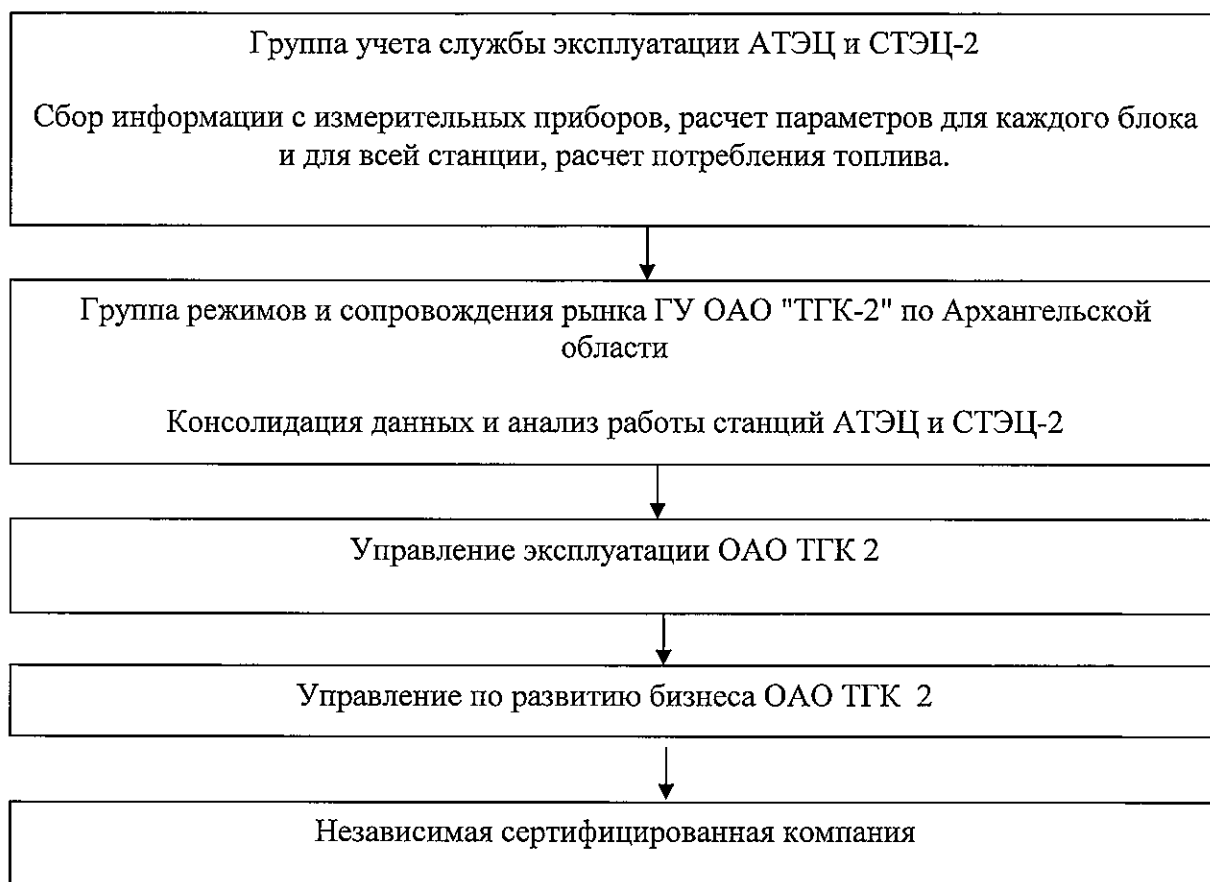 Группа учета службы эксплуатации АТЭЦ и СТЭЦ-2
Сбор информации с измерительных приборов, расчет параметров для каждого блока
и для всей станции, расчет потребления топлива.
Группа режимов и сопровождения рынка ГУ ОАО "ТГК-2" по Архангельской
области
Консолидация данных и анализ работы станций АТЭЦ и СТЭЦ-2
Управление эксплуатации ОАО ТГК 2
Управление по развитию бизнеса ОАО ТГК 2
Независимая сертифицированная компания